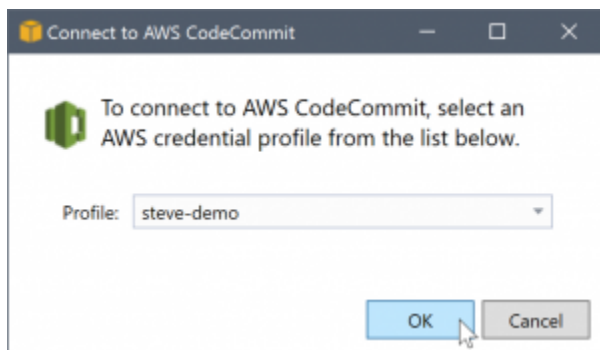 Connect to AWS CodeCommit
To connect to AWS CodeCommit, select an
AWS credential profile from the list below.
Profile: steve-demo
OK Cancel